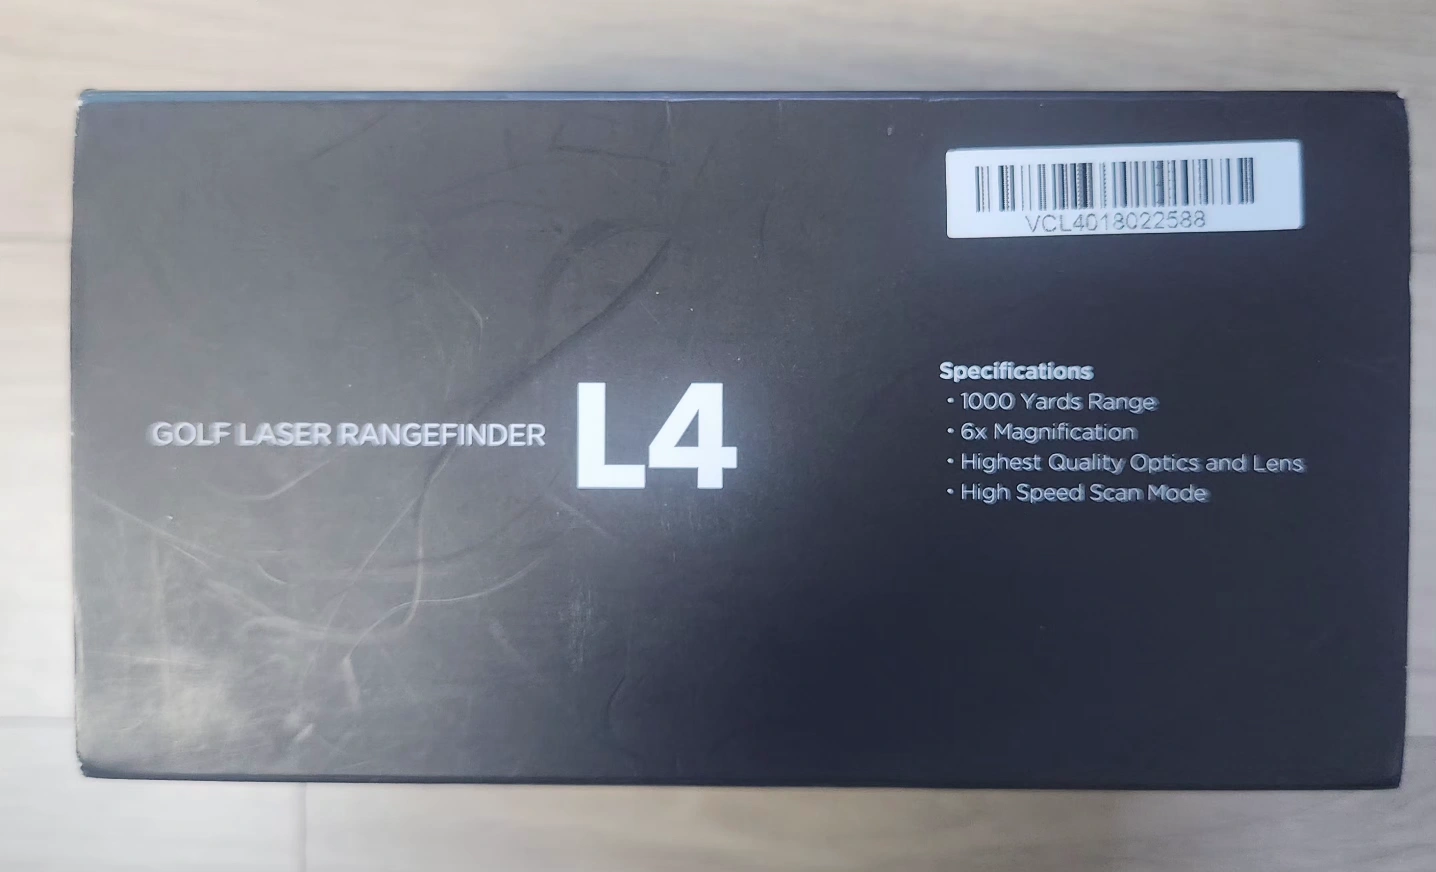 VCL4018022588
GOLF LASER RANGEFINDER L4
Specifications
• 1000 Yards Range
• 6x Magnification
• Highest Quality Optics and Lens
• High Speed Scan Mode